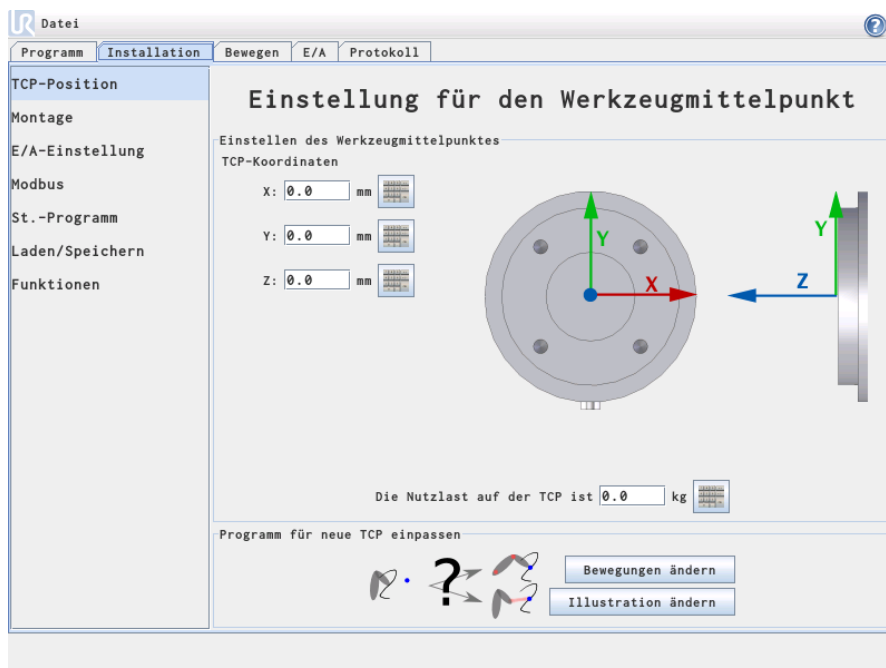 UR Datei ?
Programm Installation Bewegen E/A Protokoll
TCP-Position
Montage
E/A-Einstellung
Modbus
St.-Programm
Laden/Speichern
Funktionen
Einstellung für den Werkzeugmittelpunkt
Einstellen des Werkzeugmittelpunktes
TCP-Koordinaten
X: 0.0 mm
Y: 0.0 mm
Z: 0.0 mm
Y
X
Y
Z
Die Nutzlast auf der TCP ist 0.0 kg
Programm für neue TCP einpassen
?
Bewegungen ändern
Illustration ändern